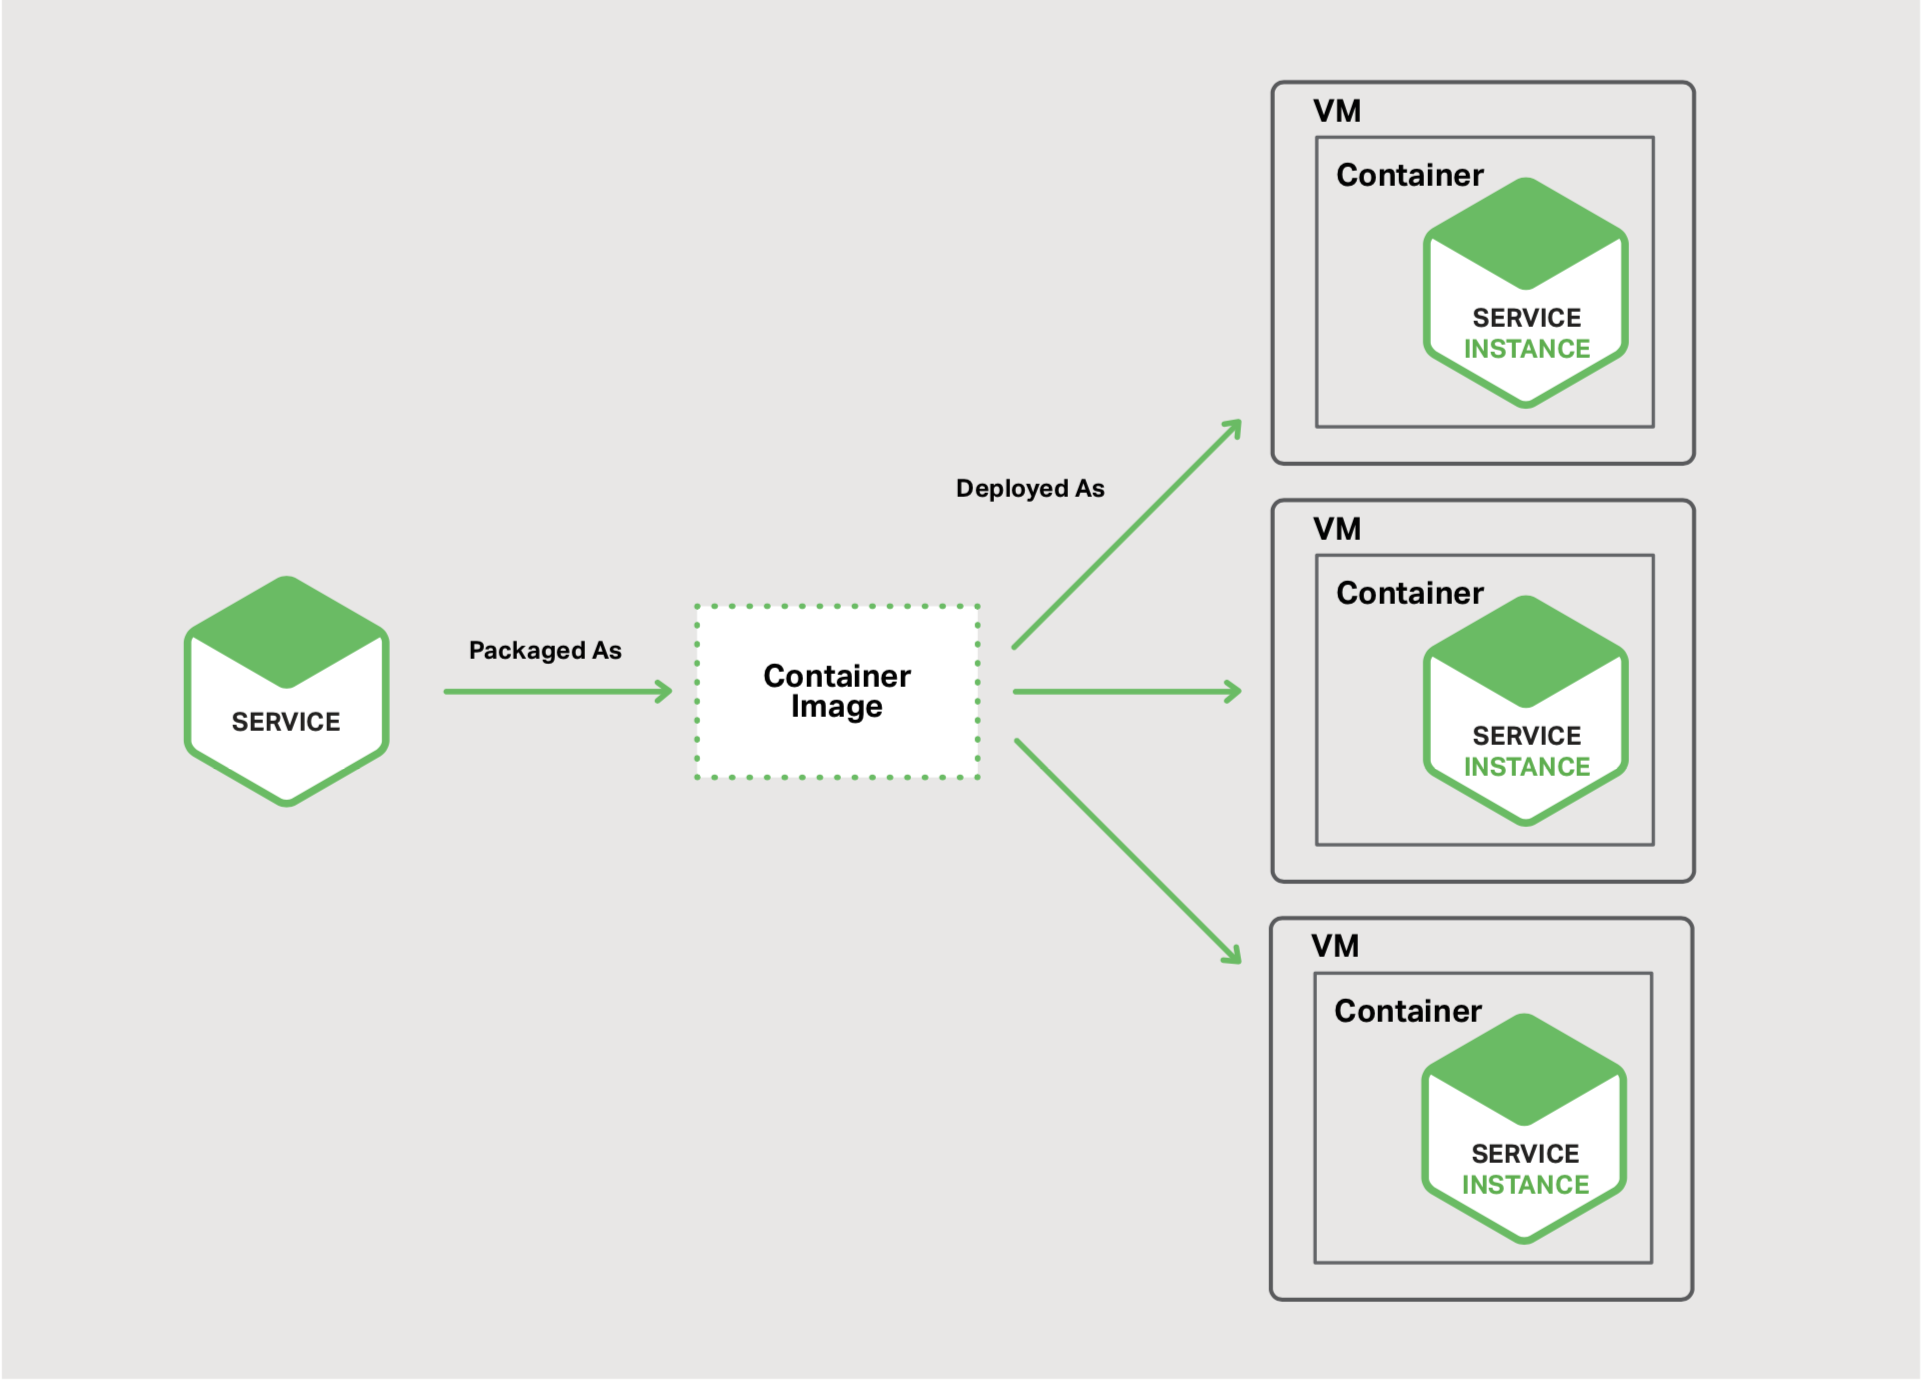 SERVICE
Packaged As
Container
Image
Deployed As
VM
Container
SERVICE
INSTANCE
VM
Container
SERVICE
INSTANCE
VM
Container
SERVICE
INSTANCE